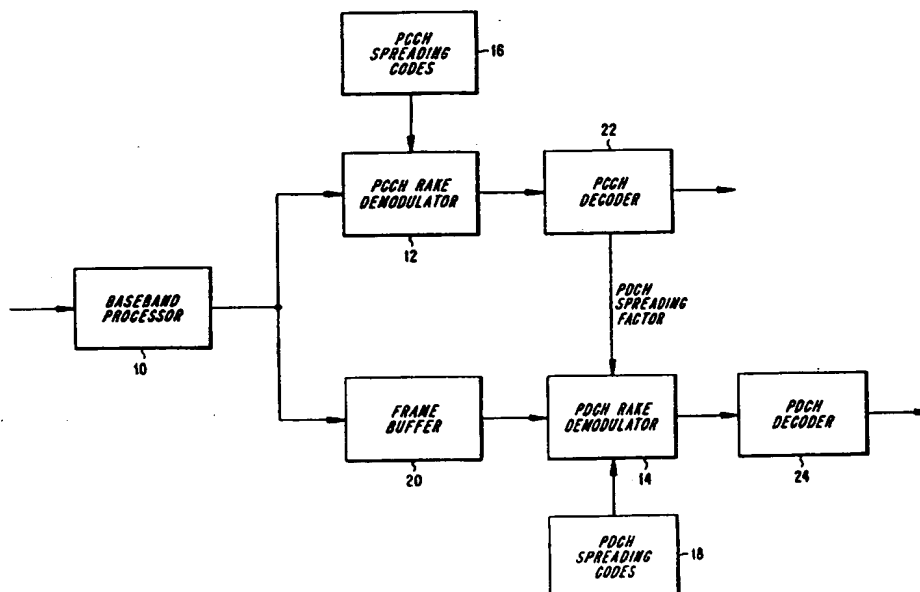 PCCH
SPREADING
CODES
16
PCCH RAKE
DEMODULATOR
12
22
PCCH
DECODER
BASEBAND
PROCESSOR
10
PDCH
SPREADING
FACTOR
FRAME
BUFFER
20
PDCH RAKE
DEMODULATOR
14
PDCH
DECODER
24
PDCH
SPREADING
CODES
18